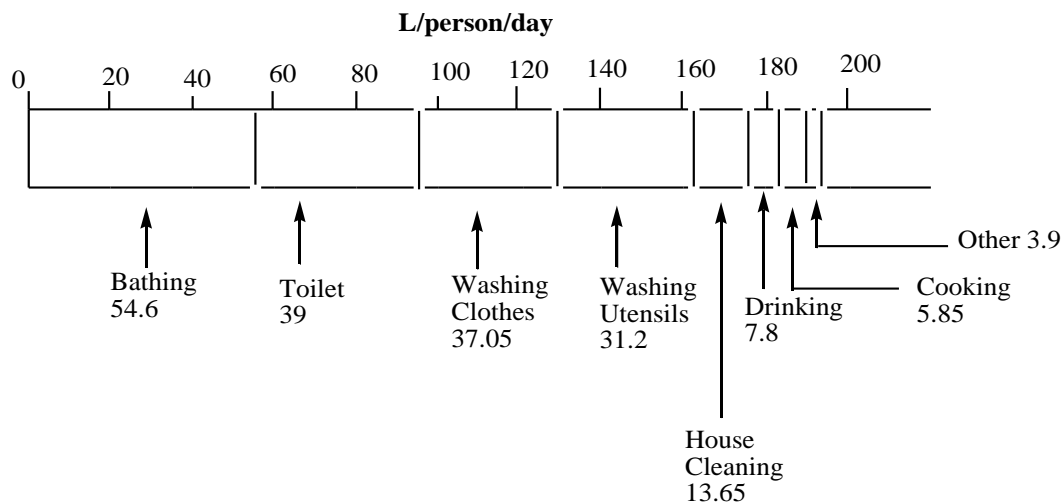 L/person/day
0 20 40 60 80 100 120 140 160 180 200
Other 3.9
Bathing
54.6
Toilet
39
Washing
Clothes
37.05
Washing
Utensils
31.2
Drinking
7.8
Cooking
5.85
House
Cleaning
13.65